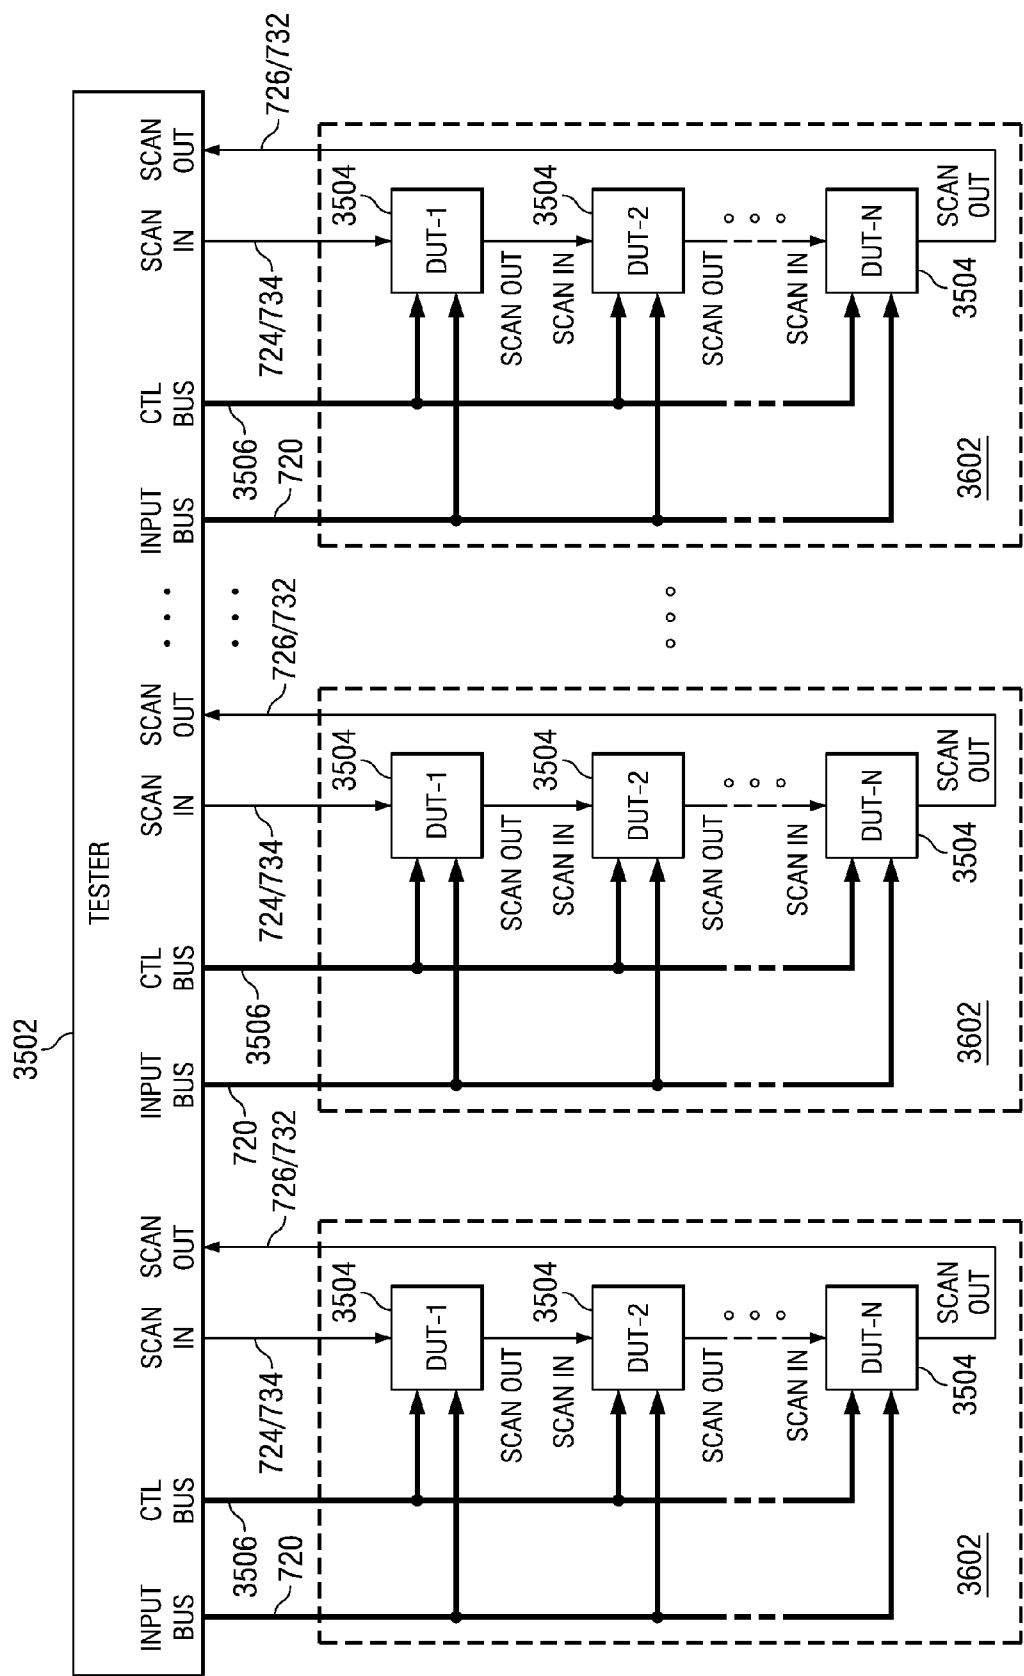 3502
TESTER
INPUT
BUS
CTL
BUS
SCAN
IN
SCAN
OUT
INPUT
BUS
CTL
BUS
SCAN
IN
SCAN
OUT
INPUT
BUS
CTL
BUS
SCAN
IN
SCAN
OUT
720
3506
724/734
726/732
3504
DUT-1
SCAN OUT
SCAN IN
3504
DUT-2
SCAN OUT
SCAN IN
DUT-N
3504
SCAN
OUT
3602
720
3506
724/734
726/732
3504
DUT-1
SCAN OUT
SCAN IN
3504
DUT-2
SCAN OUT
SCAN IN
DUT-N
3504
SCAN
OUT
3602
720
3506
724/734
726/732
3504
DUT-1
SCAN OUT
SCAN IN
3504
DUT-2
SCAN OUT
SCAN IN
DUT-N
3504
SCAN
OUT
3602